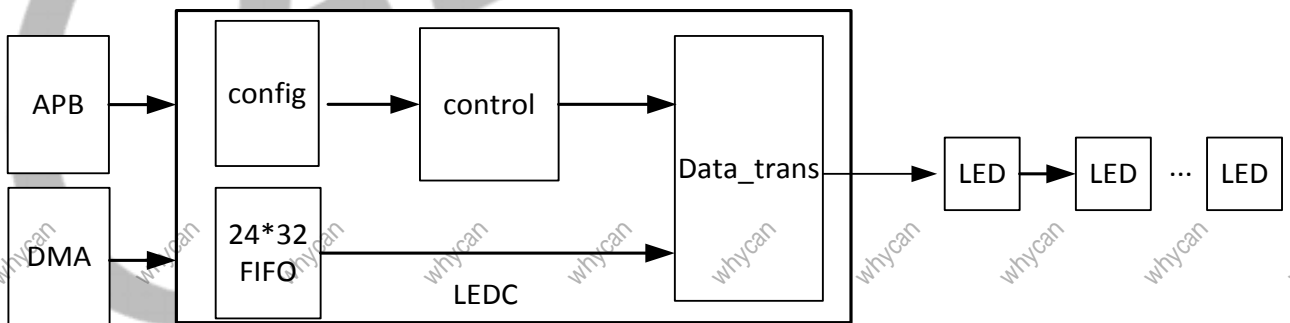 APB
config
control
Data_trans
LED
LED
...
LED
DMA
24*32
FIFO
LEDC
whycan
whycan
whycan
whycan
whycan
whycan
whycan
whycan
whycan